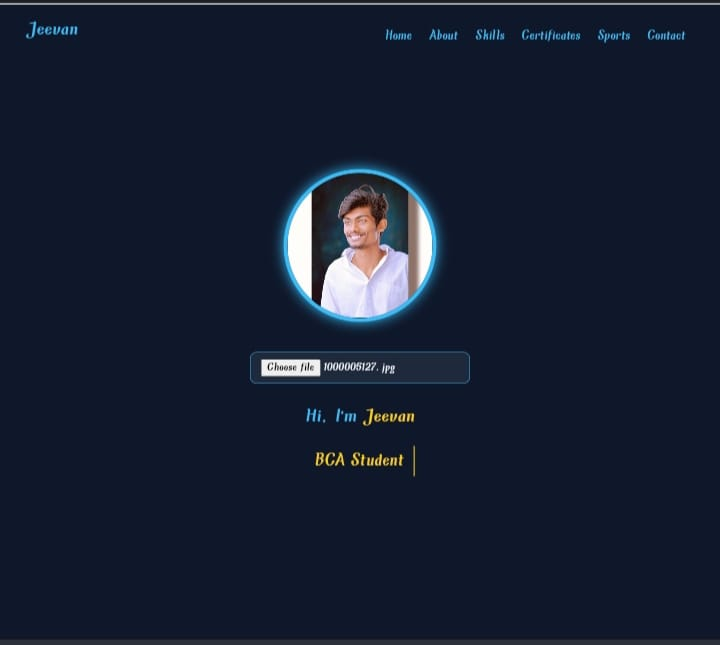 Jeevan
Home About Skills Certificates Sports Contact
Choose file 1000005127.jpg
Hi, I'm Jeevan
BCA Student